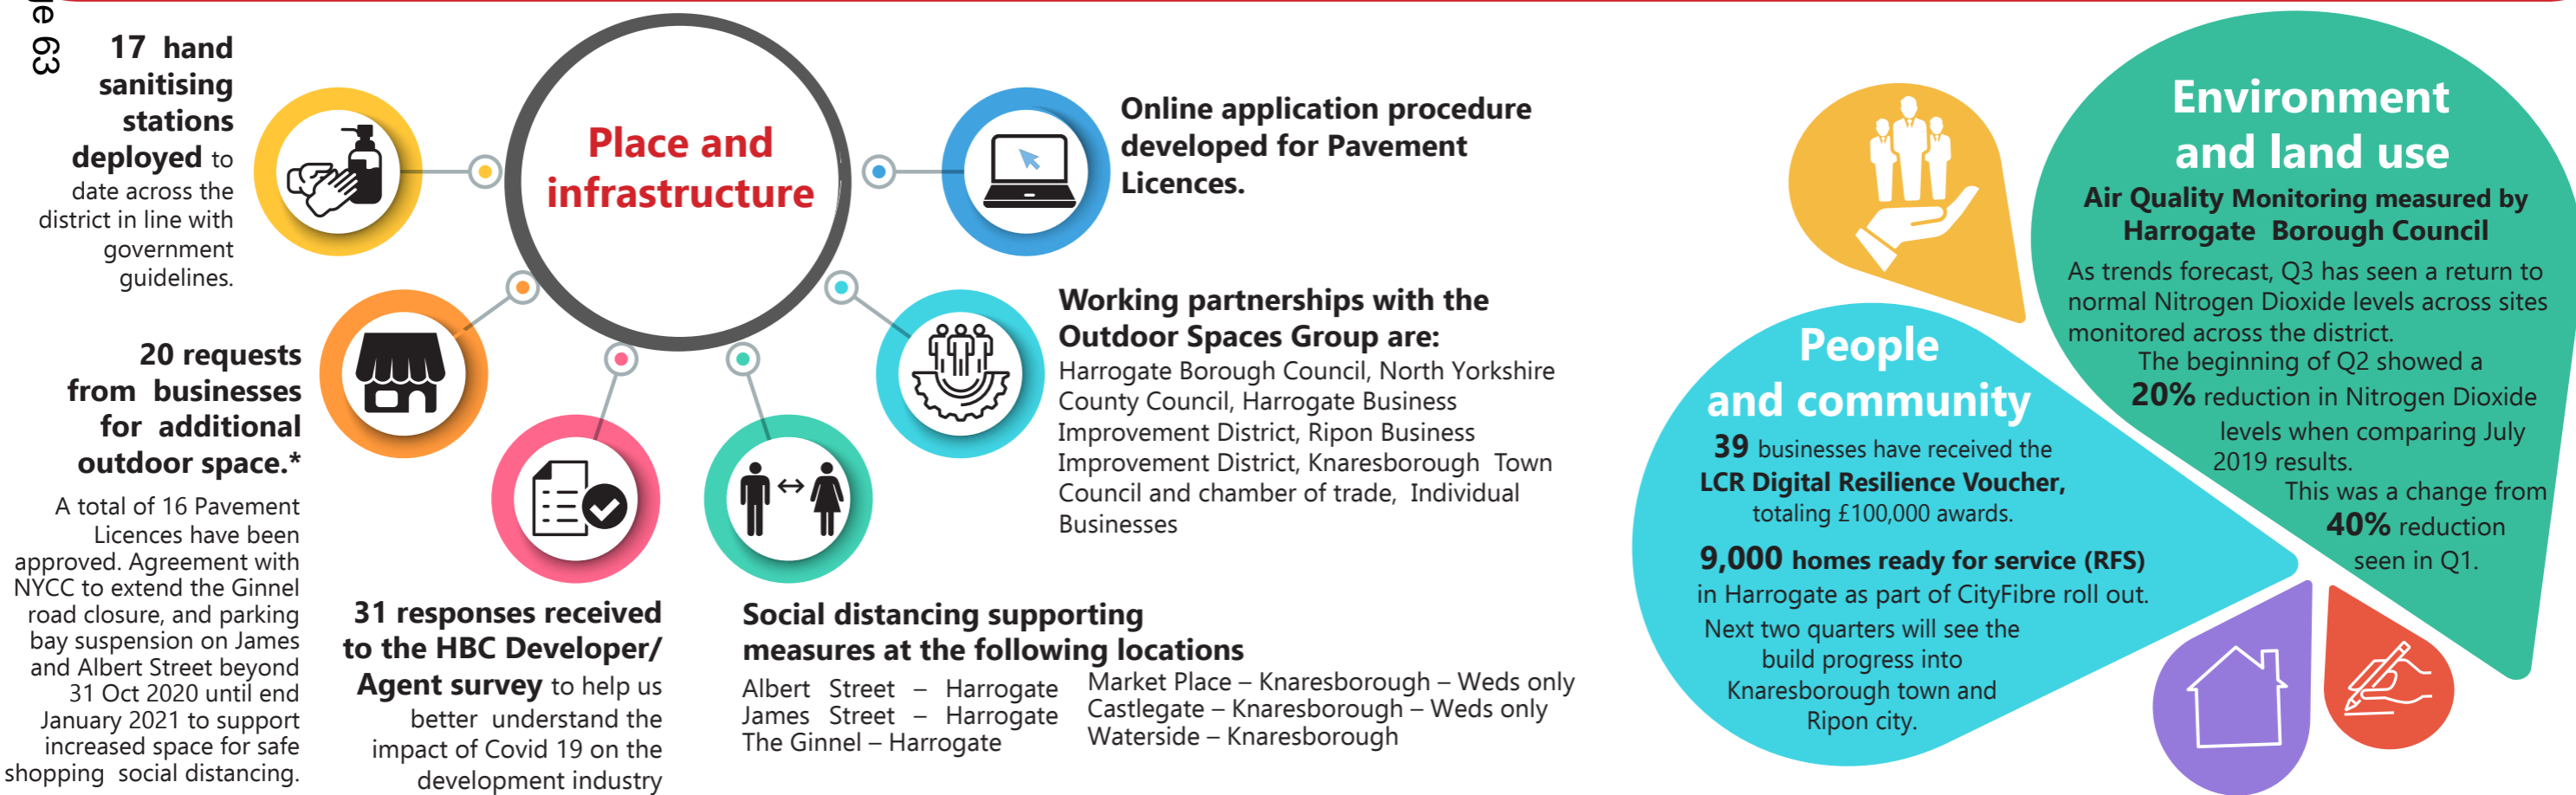 ge 63
17 hand
sanitising
stations
deployed to
date across the
district in line with
government
guidelines.
20 requests
from businesses
for additional
outdoor space.*
A total of 16 Pavement
Licences have been
approved. Agreement with
NYCC to extend the Ginnel
road closure, and parking
bay suspension on James
and Albert Street beyond
31 Oct 2020 until end
January 2021 to support
increased space for safe
shopping social distancing.
Place and
infrastructure
31 responses received
to the HBC Developer/
Agent survey to help us
better understand the
impact of Covid 19 on the
development industry
Online application procedure
developed for Pavement
Licences.
Working partnerships with the
Outdoor Spaces Group are:
Harrogate Borough Council, North Yorkshire
County Council, Harrogate Business
Improvement District, Ripon Business
Improvement District, Knaresborough Town
Council and chamber of trade, Individual
Businesses
Social distancing supporting
measures at the following locations
Albert Street – Harrogate
James Street – Harrogate
The Ginnel – Harrogate
Market Place – Knaresborough – Weds only
Castlegate – Knaresborough – Weds only
Waterside – Knaresborough
People
and community
39 businesses have received the
LCR Digital Resilience Voucher,
totaling £100,000 awards.
9,000 homes ready for service (RFS)
in Harrogate as part of CityFibre roll out.
Next two quarters will see the
build progress into
Knaresborough town and
Ripon city.
Environment
and land use
Air Quality Monitoring measured by
Harrogate Borough Council
As trends forecast, Q3 has seen a return to
normal Nitrogen Dioxide levels across sites
monitored across the district.
The beginning of Q2 showed a
20% reduction in Nitrogen Dioxide
levels when comparing July
2019 results.
This was a change from
40% reduction
seen in Q1.